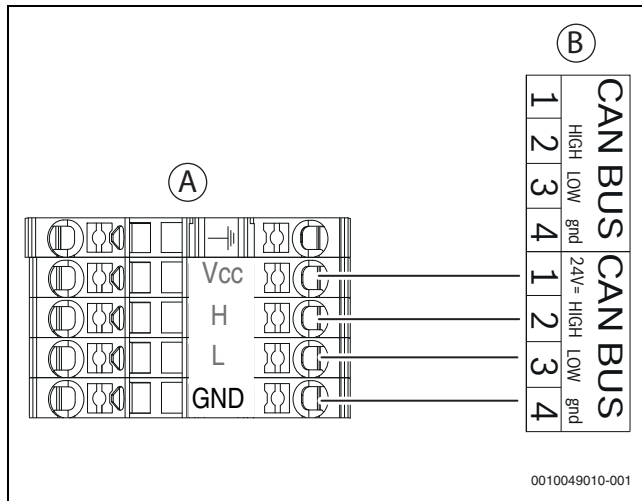 B
A
1
2 HIGH
3 LOW
4 gnd
CAN BUS
Vcc
H
L
GND
1 24V=
2 HIGH
3 LOW
4 gnd
CAN BUS
0010049010-001